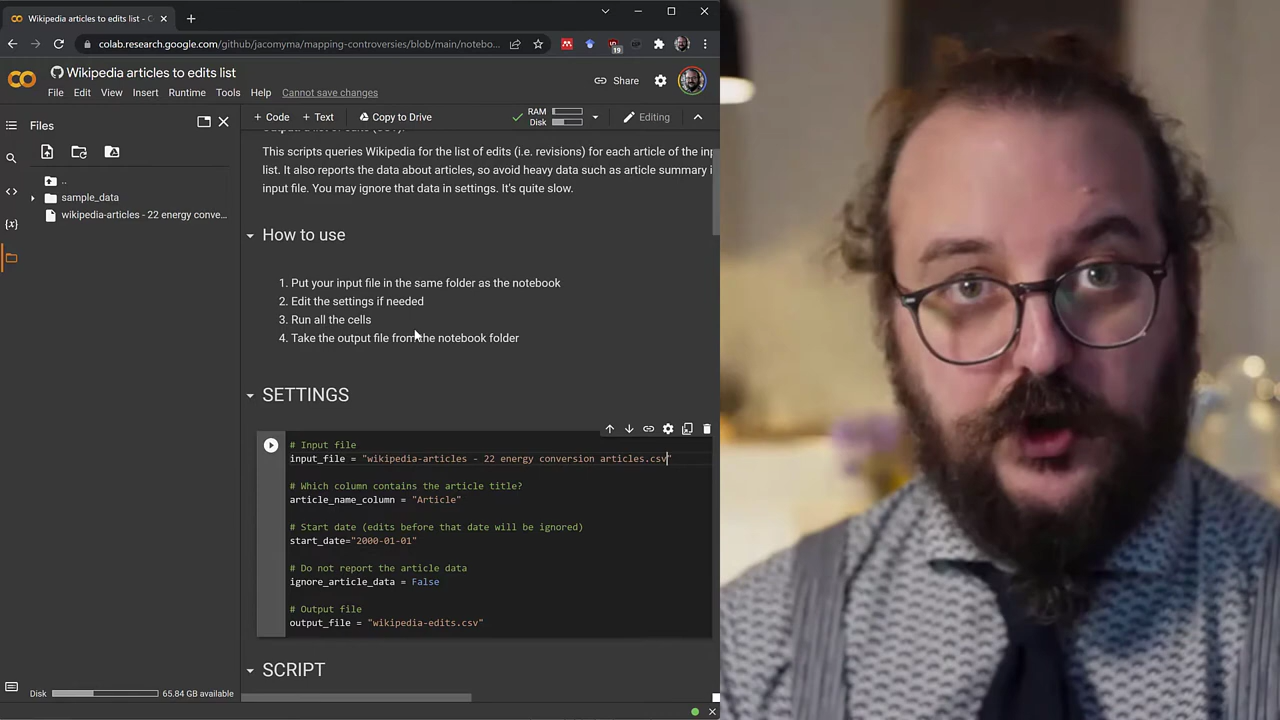 Wikipedia articles to edits list - C
colab.research.google.com/github/jacomyma/mapping-controversies/blob/main/notebo...
19
Wikipedia articles to edits list
Share
File Edit View Insert Runtime Tools Help Cannot save changes
Files
+ Code + Text Copy to Drive
RAM
Disk
Editing
This scripts queries Wikipedia for the list of edits (i.e. revisions) for each article of the inp
list. It also reports the data about articles, so avoid heavy data such as article summary i
input file. You may ignore that data in settings. It's quite slow.
..
sample_data
wikipedia-articles - 22 energy conve...
{x}
How to use
1. Put your input file in the same folder as the notebook
2. Edit the settings if needed
3. Run all the cells
4. Take the output file from the notebook folder
SETTINGS
# Input file
input_file = "wikipedia-articles - 22 energy conversion articles.csv"
# Which column contains the article title?
article_name_column = "Article"
# Start date (edits before that date will be ignored)
start_date="2000-01-01"
# Do not report the article data
ignore_article_data = False
# Output file
output_file = "wikipedia-edits.csv"
SCRIPT
Disk 65.84 GB available